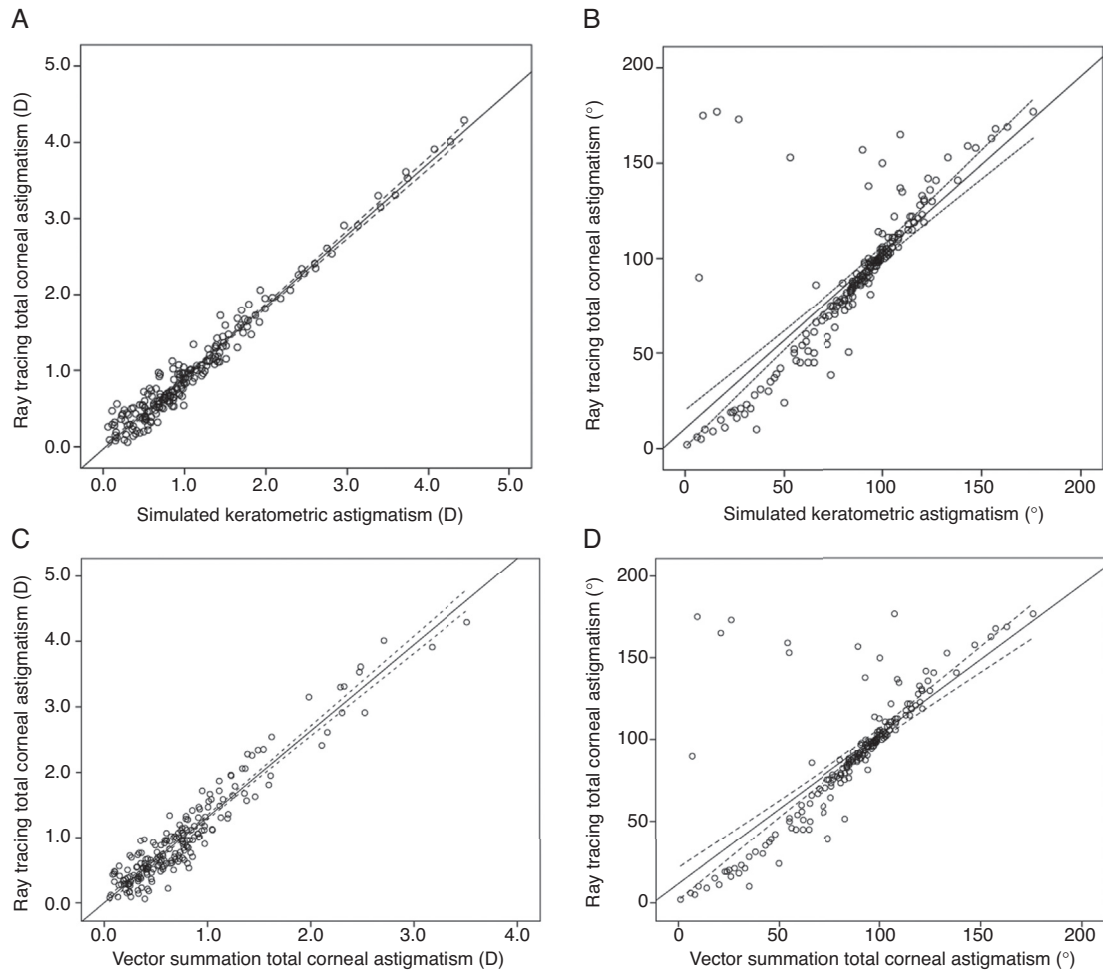 A
Ray tracing total corneal astigmatism (D)
5.0
4.0
3.0
2.0
1.0
0.0
0.0 1.0 2.0 3.0 4.0 5.0
Simulated keratometric astigmatism (D)
B
Ray tracing total corneal astigmatism (°)
200
150
100
50
0
0 50 100 150 200
Simulated keratometric astigmatism (°)
C
Ray tracing total corneal astigmatism (D)
5.0
4.0
3.0
2.0
1.0
0.0
0.0 1.0 2.0 3.0 4.0
Vector summation total corneal astigmatism (D)
D
Ray tracing total corneal astigmatism (°)
200
150
100
50
0
0 50 100 150 200
Vector summation total corneal astigmatism (°)